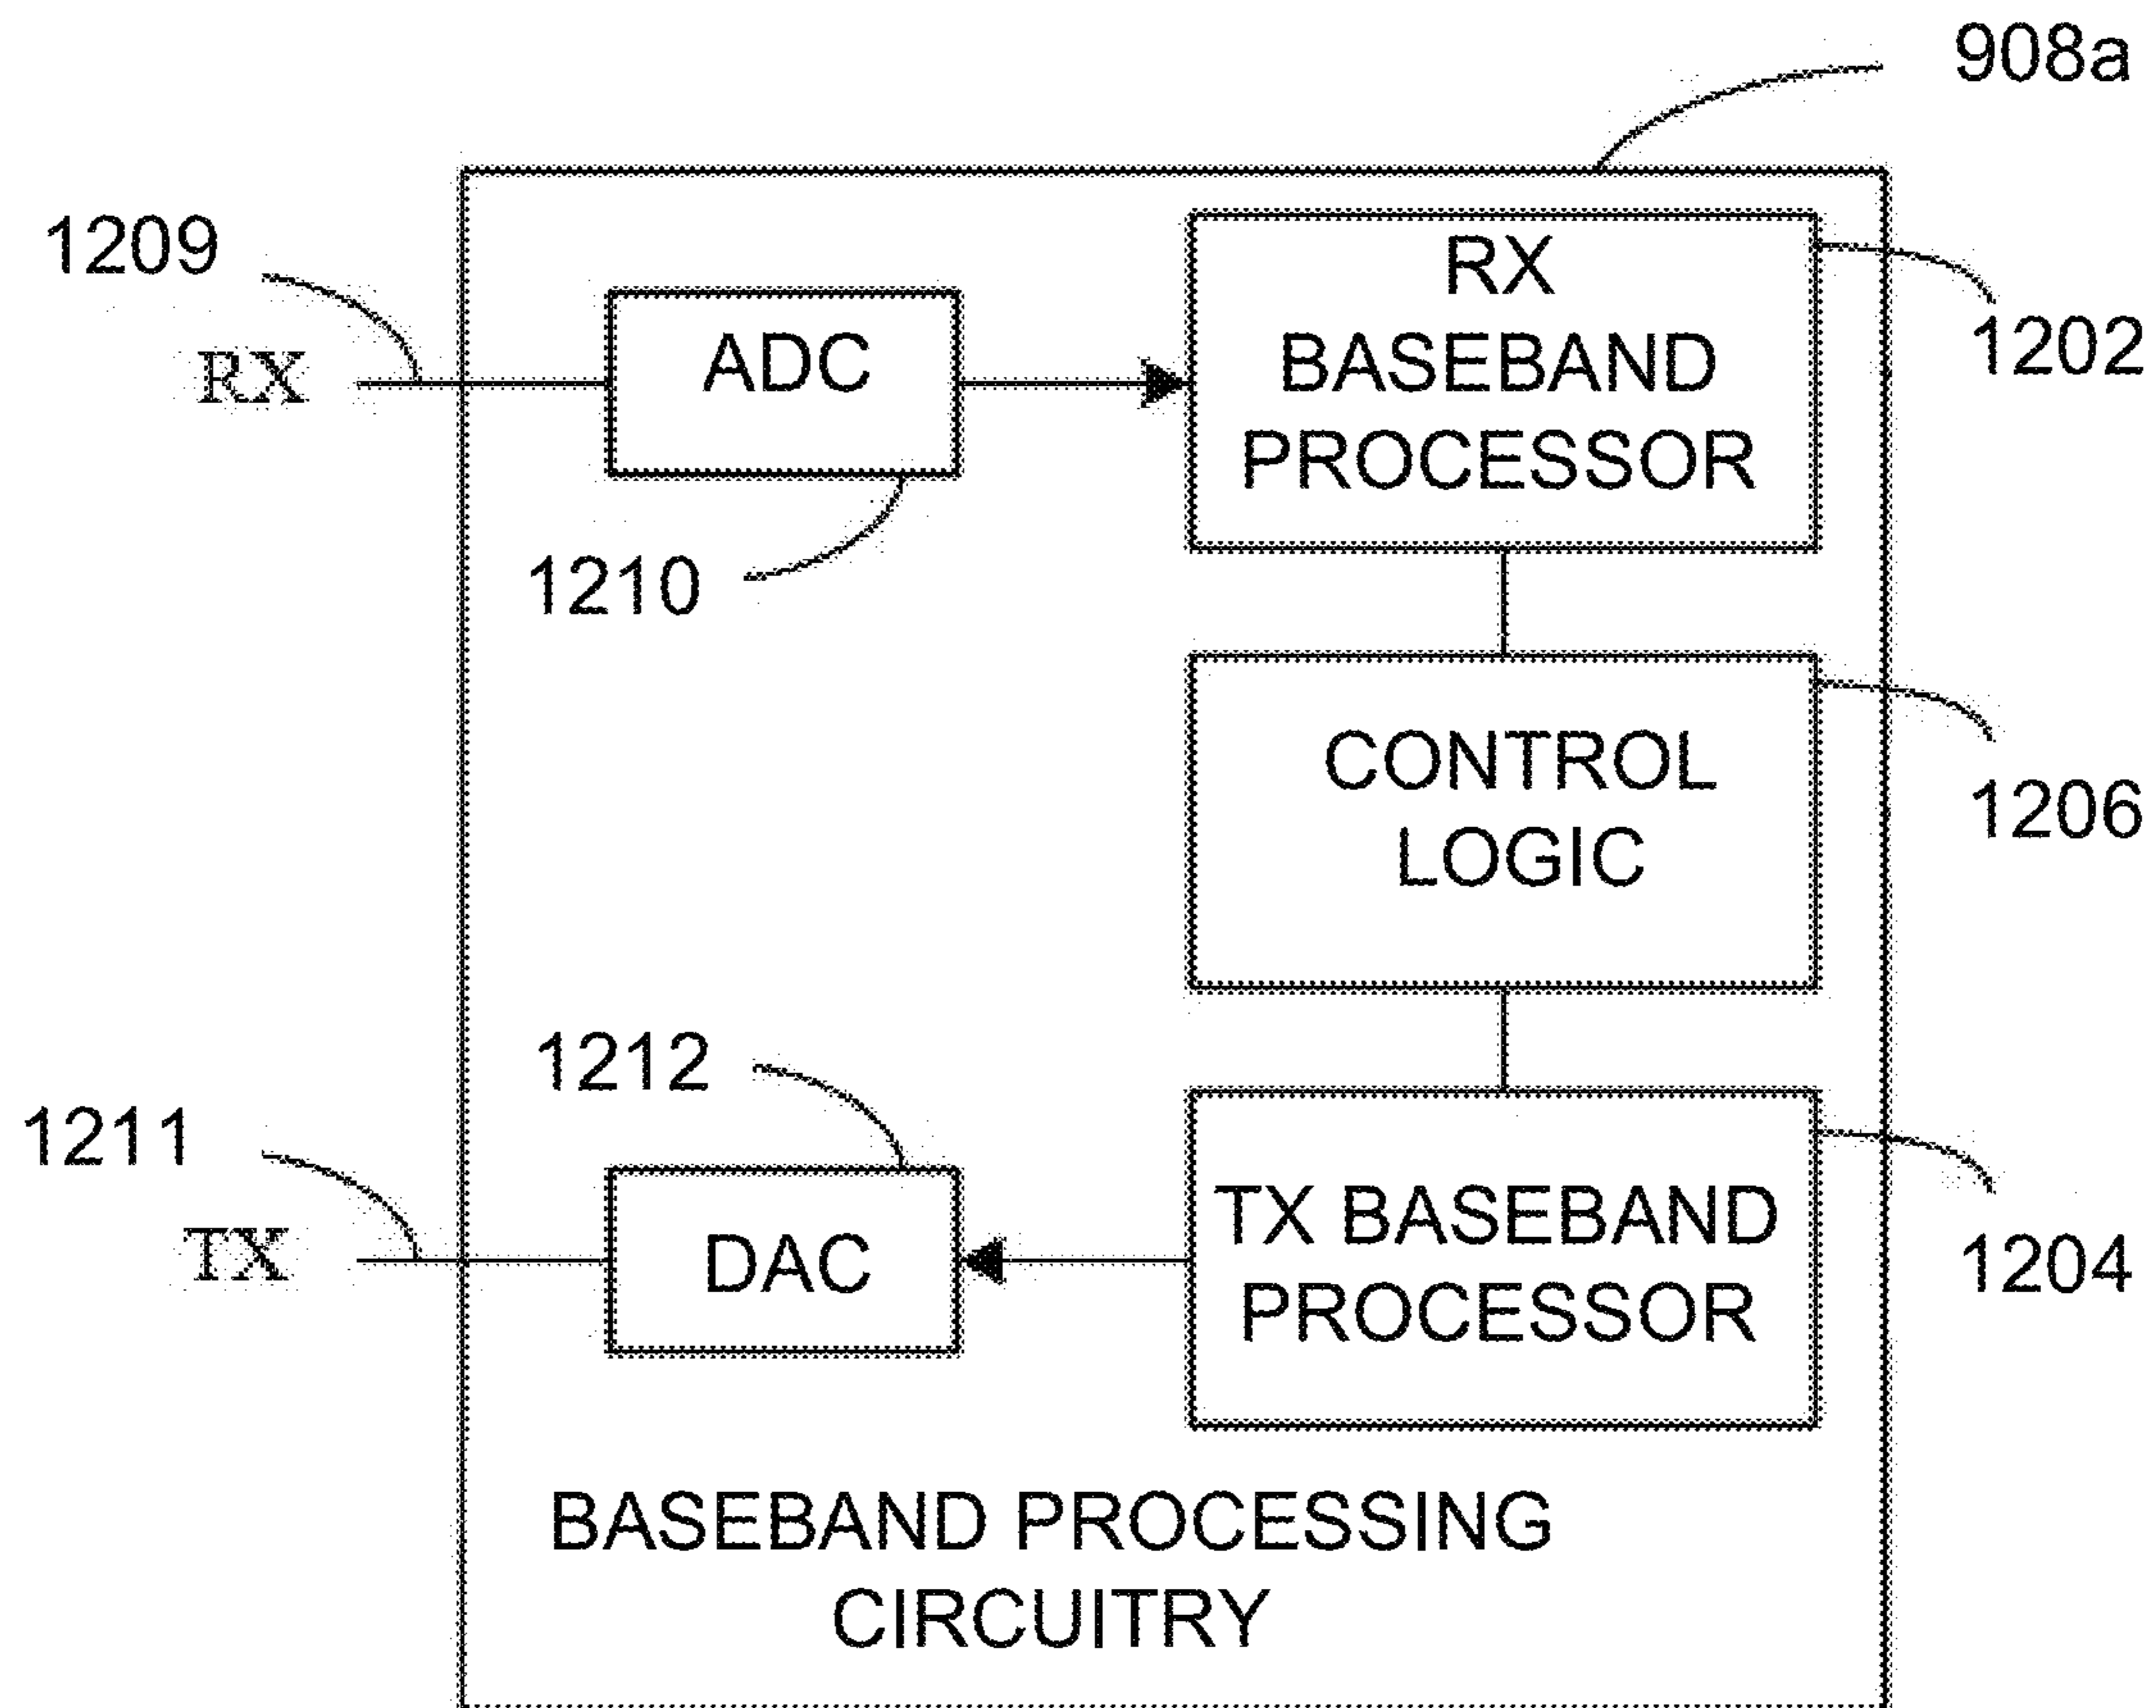 908a
1209
RX
ADC
1210
RX
BASEBAND
PROCESSOR
1202
CONTROL
LOGIC
1206
1212
1211
TX
DAC
TX BASEBAND
PROCESSOR
1204
BASEBAND PROCESSING
CIRCUITRY